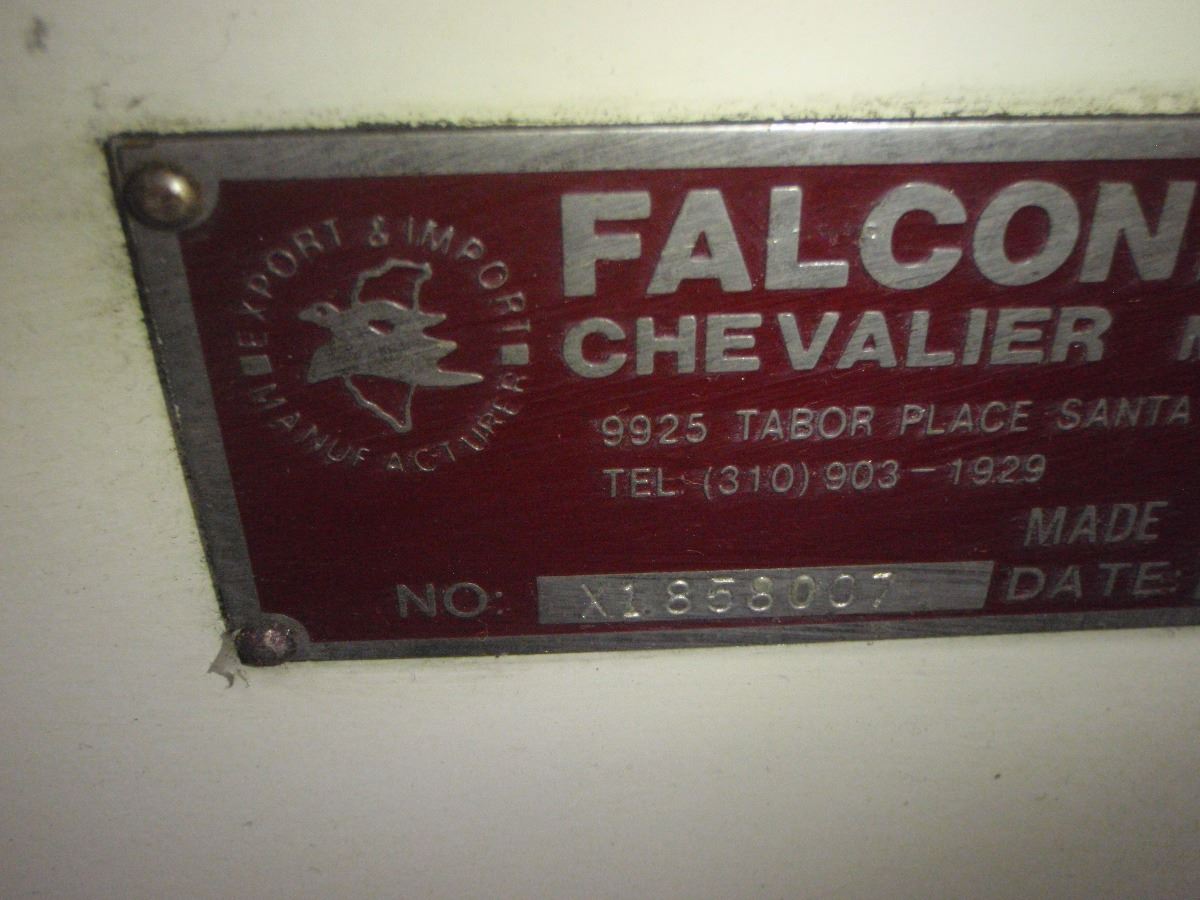 EXPORT & IMPORT
MANUFACTURER
FALCON
CHEVALIER
9925 TABOR PLACE SANTA
TEL: (310) 903-1929
MADE
NO: X1858007
DATE: